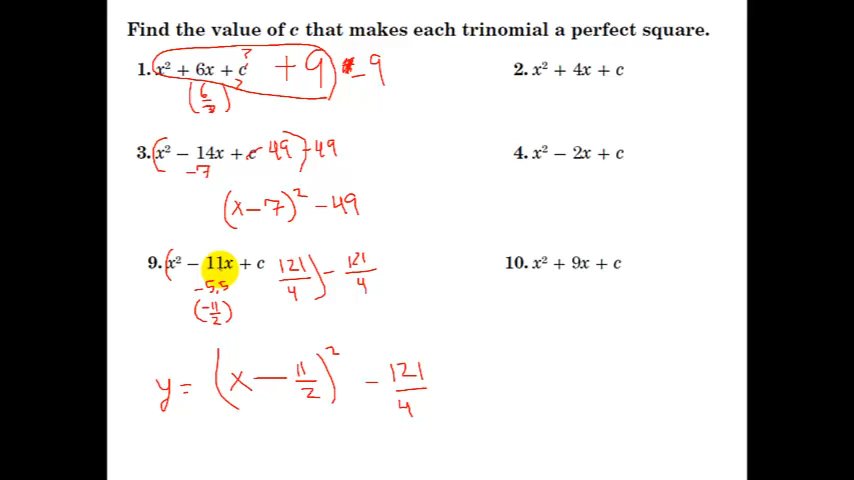 Find the value of c that makes each trinomial a perfect square.
1. x² + 6x + c + 9 - 9
(6/2)²
2. x² + 4x + c
3. (x² - 14x + c 49) - 49
-7
4. x² - 2x + c
(x - 7)² - 49
9. (x² - 11x + c 121/4) - 121/4
-5.5
(-11/2)
10. x² + 9x + c
y = (x - 11/2)² - 121/4